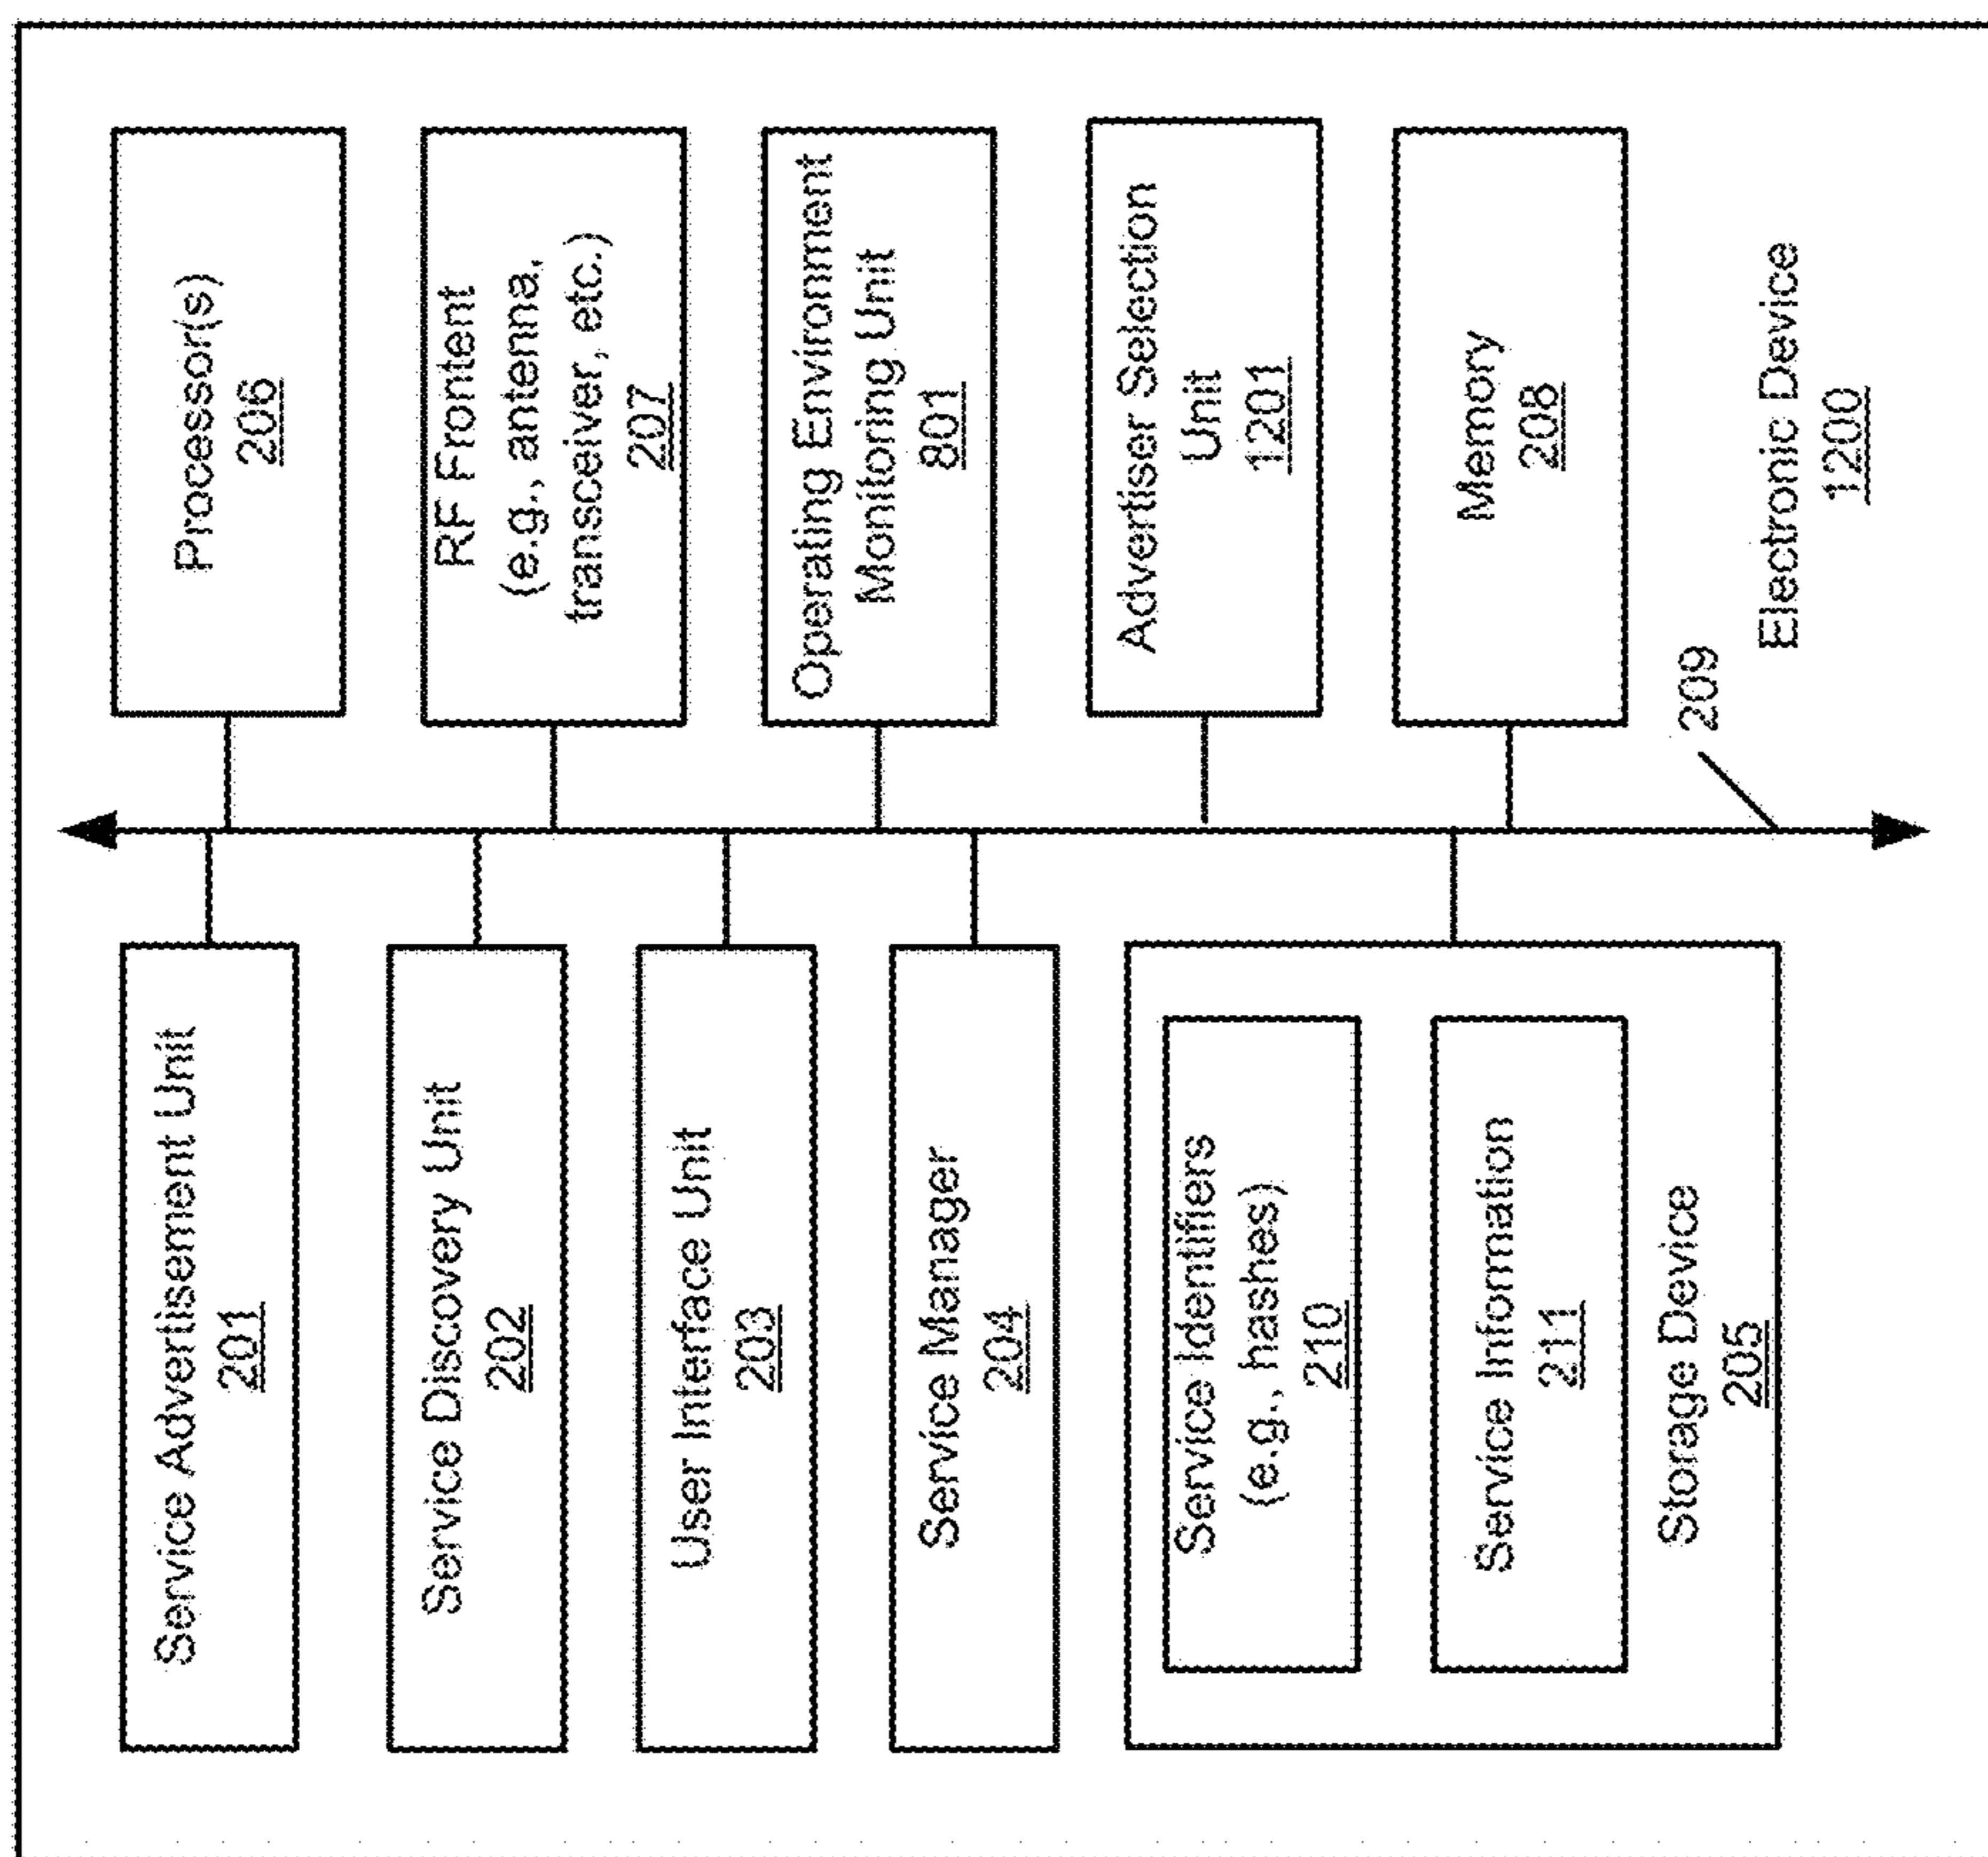 Service Advertisement Unit
201
Service Discovery Unit
202
User Interface Unit
203
Service Manager
204
Service Identifiers
(e.g., hashes)
210
Service Information
211
Storage Device
205
Processor(s)
206
RF Frontent
(e.g., antenna,
transceiver, etc.)
207
Operating Environment
Monitoring Unit
801
Advertiser Selection
Unit
1201
Memory
208
209
Electronic Device
1200